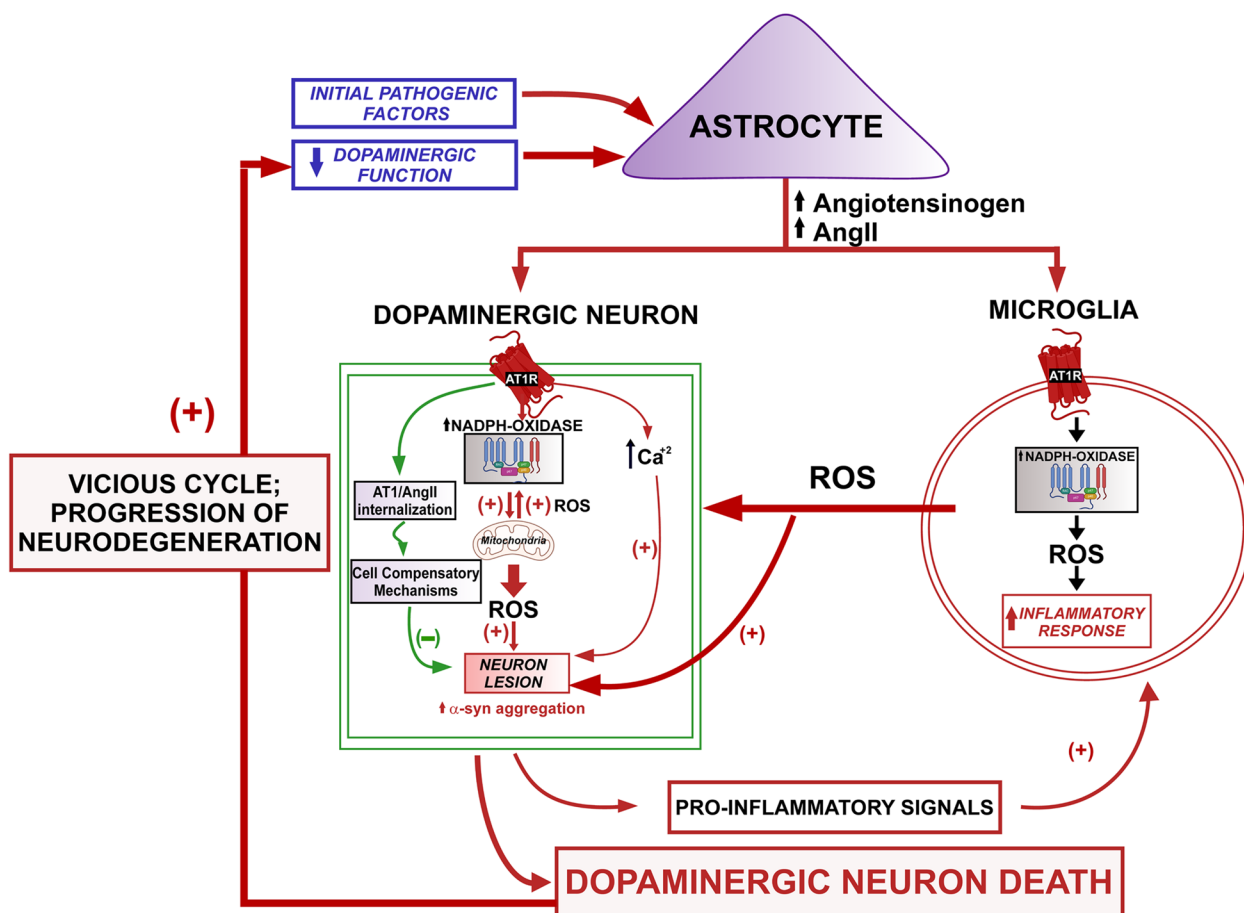 INITIAL PATHOGENIC
FACTORS
ASTROCYTE
DOPAMINERGIC
FUNCTION
Angiotensinogen
AngII
DOPAMINERGIC NEURON
MICROGLIA
AT1R
AT1R
(+)
NADPH-OXIDASE
Ca+2
NADPH-OXIDASE
VICIOUS CYCLE;
PROGRESSION OF
NEURODEGENERATION
AT1/AngII
internalization
(+) (+) ROS
Mitochondria
(+)
ROS
ROS
Cell Compensatory
Mechanisms
ROS
(+)
(−)
INFLAMMATORY
RESPONSE
(+)
NEURON
LESION
α-syn aggregation
(+)
PRO-INFLAMMATORY SIGNALS
DOPAMINERGIC NEURON DEATH